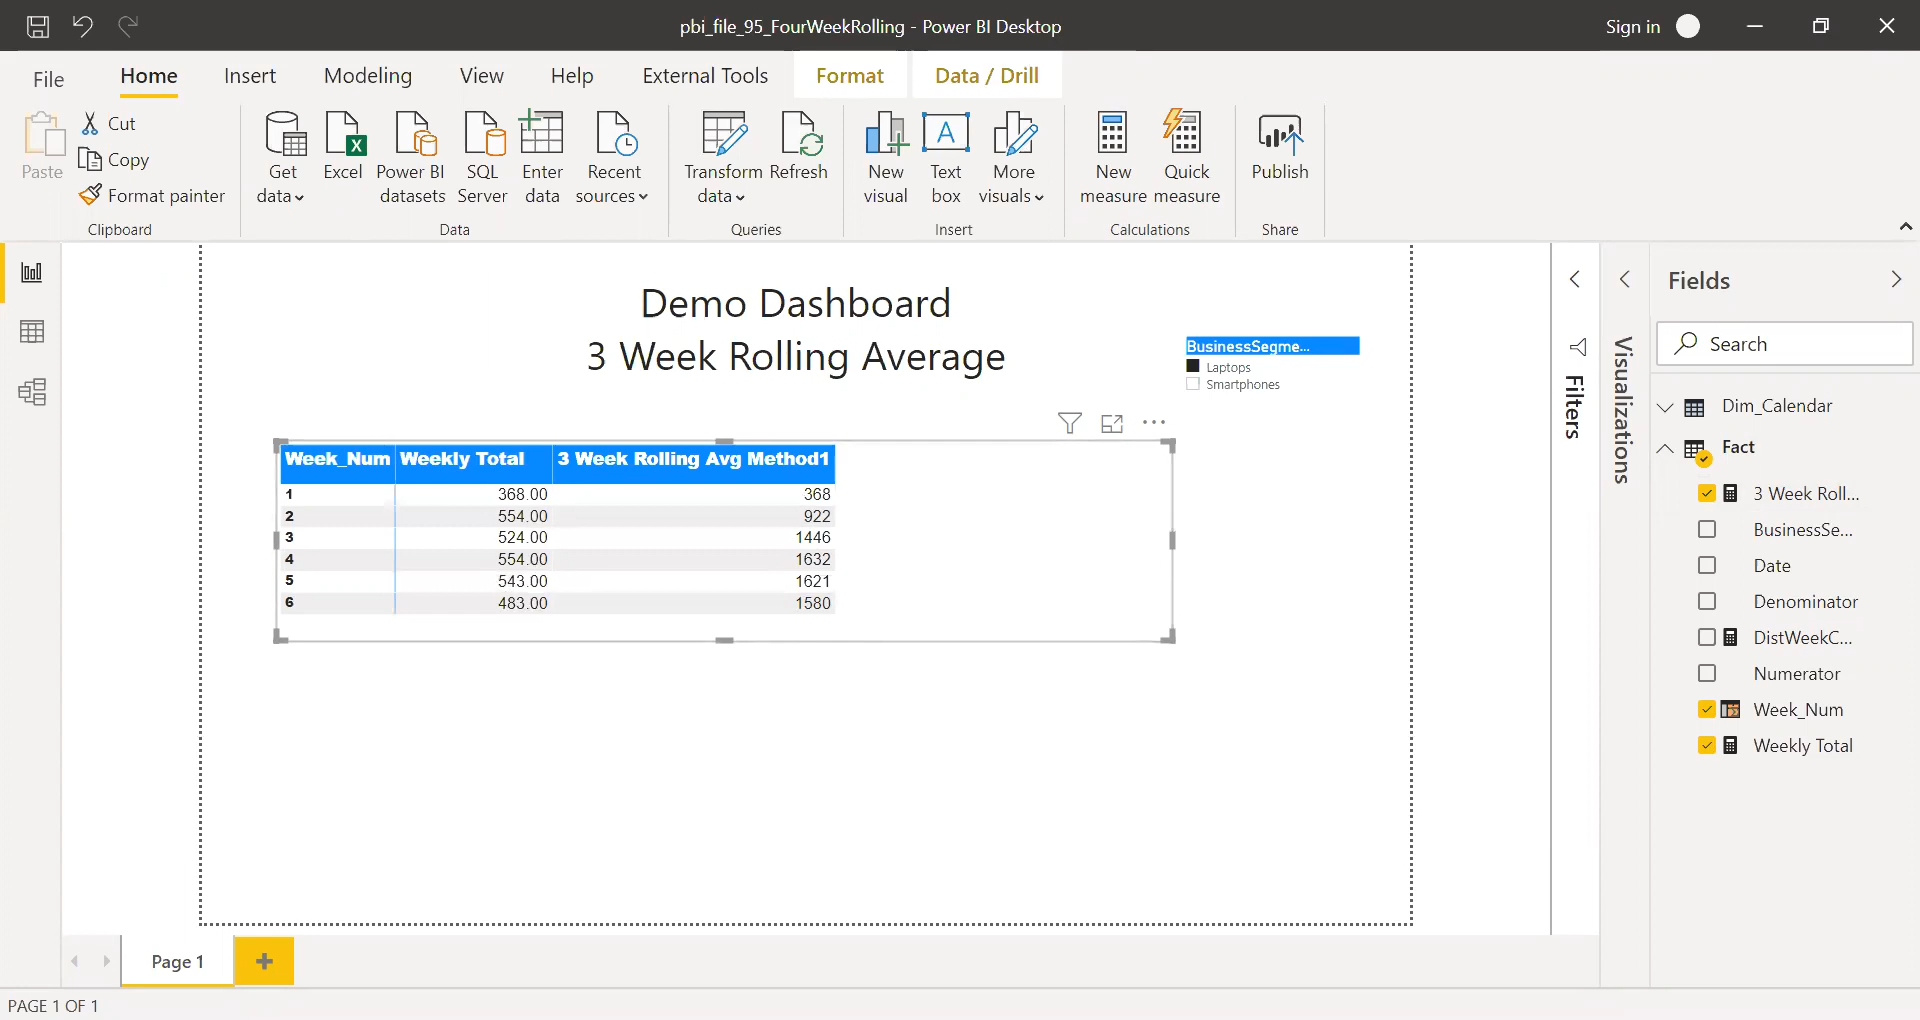 pbi_file_95_FourWeekRolling - Power BI Desktop
Sign in
File Home Insert Modeling View Help External Tools Format Data / Drill
Paste
Cut
Copy
Format painter
Clipboard
Get data
Excel
Power BI datasets
SQL Server
Enter data
Recent sources
Data
Transform data
Refresh
Queries
New visual
A
Text box
More visuals
Insert
New measure
Quick measure
Calculations
Publish
Share
Demo Dashboard
3 Week Rolling Average
BusinessSegme...
Laptops
Smartphones
Week_Num Weekly Total 3 Week Rolling Avg Method1
1 368.00 368
2 554.00 922
3 524.00 1446
4 554.00 1632
5 543.00 1621
6 483.00 1580
Filters
Visualizations
Fields
Search
Dim_Calendar
Fact
3 Week Roll...
BusinessSe...
Date
Denominator
DistWeekC...
Numerator
Week_Num
Weekly Total
Page 1
PAGE 1 OF 1